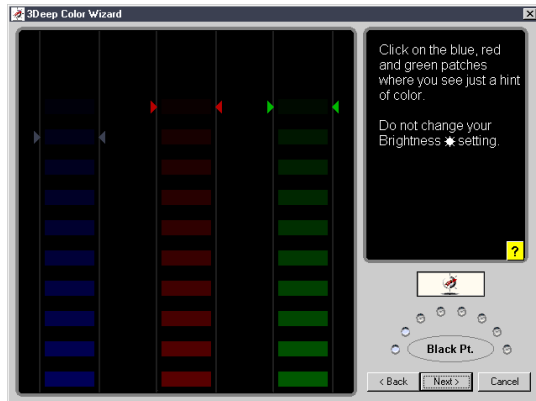 3Deep Color Wizard
Click on the blue, red
and green patches
where you see just a hint
of color.
Do not change your
Brightness ☀ setting.
?
Black Pt.
< Back
Next >
Cancel